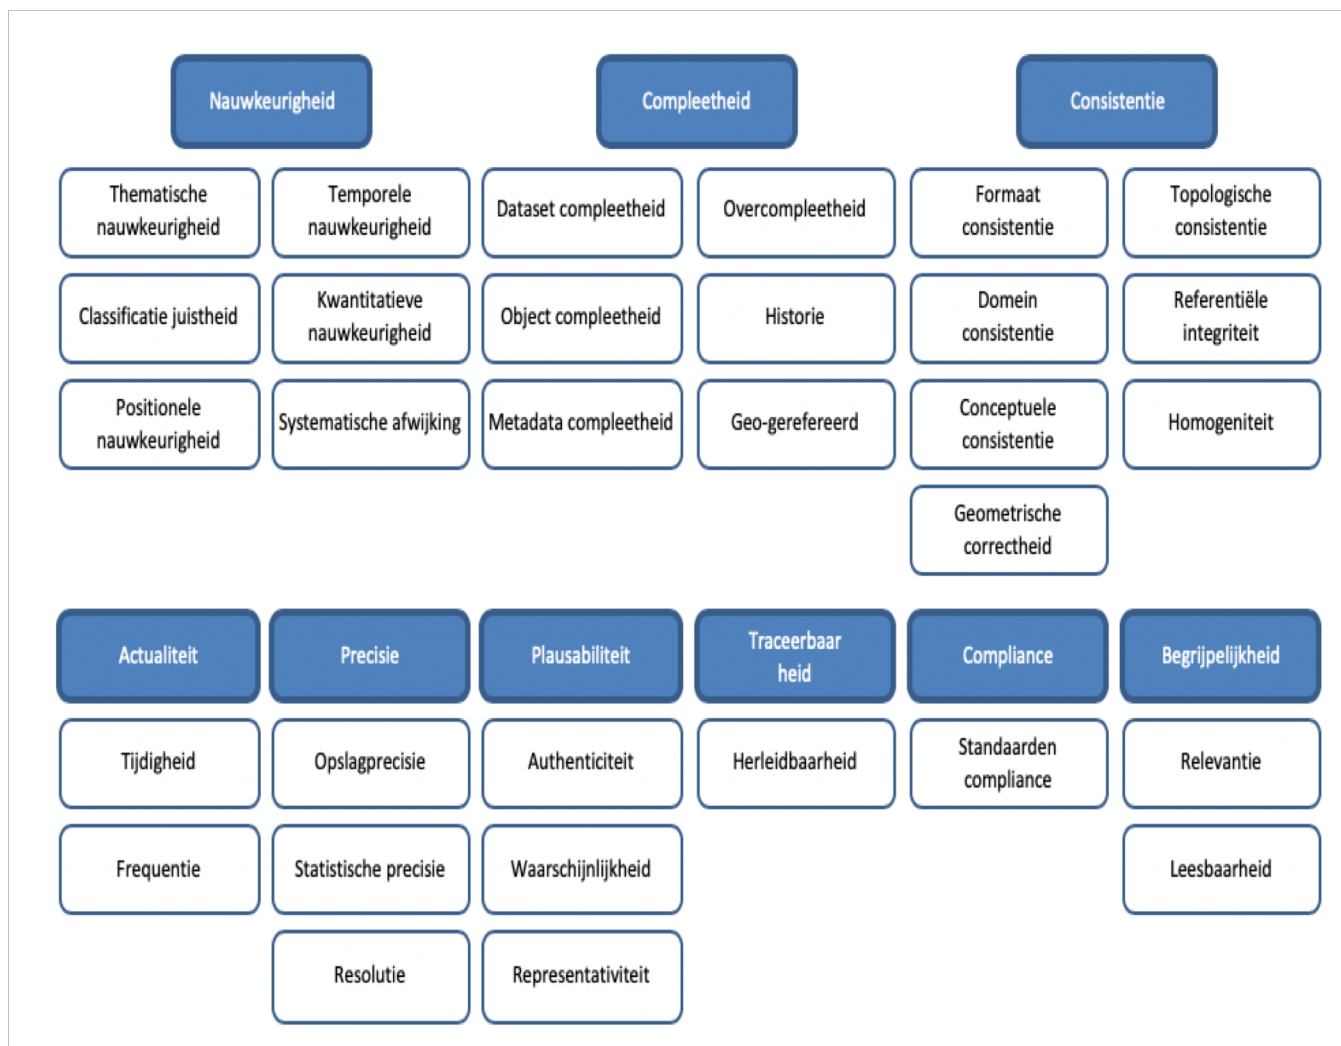 Nauwkeurigheid
Thematische
nauwkeurigheid
Temporele
nauwkeurigheid
Classificatie juistheid
Kwantitatieve
nauwkeurigheid
Positionele
nauwkeurigheid
Systematische afwijking
Compleetheid
Dataset compleetheid
Overcompleetheid
Object compleetheid
Historie
Metadata compleetheid
Geo-gerefereerd
Consistentie
Formaat
consistentie
Topologische
consistentie
Domein
consistentie
Referentiële
integriteit
Conceptuele
consistentie
Homogeniteit
Geometrische
correctheid
Actualiteit
Tijdigheid
Frequentie
Precisie
Opslagprecisie
Statistische precisie
Resolutie
Plausabiliteit
Authenticiteit
Waarschijnlijkheid
Representativiteit
Traceerbaar
heid
Herleidbaarheid
Compliance
Standaarden
compliance
Begrijpelijkheid
Relevantie
Leesbaarheid